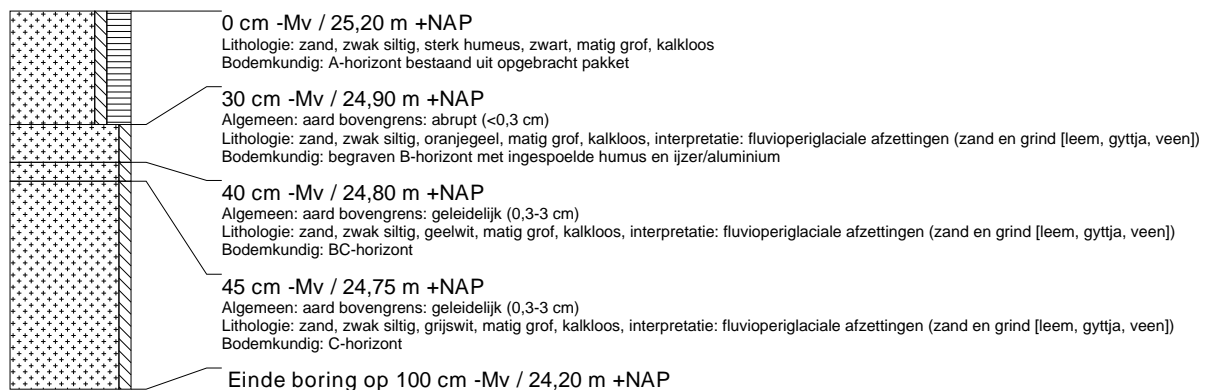 0 cm -Mv / 25,20 m +NAP
Lithologie: zand, zwak siltig, sterk humeus, zwart, matig grof, kalkloos
Bodemkundig: A-horizont bestaand uit opgebracht pakket
30 cm -Mv / 24,90 m +NAP
Algemeen: aard bovengrens: abrupt (<0,3 cm)
Lithologie: zand, zwak siltig, oranjegeel, matig grof, kalkloos, interpretatie: fluvioperiglaciale afzettingen (zand en grind [leem, gyttja, veen])
Bodemkundig: begraven B-horizont met ingespoelde humus en ijzer/aluminium
40 cm -Mv / 24,80 m +NAP
Algemeen: aard bovengrens: geleidelijk (0,3-3 cm)
Lithologie: zand, zwak siltig, geelwit, matig grof, kalkloos, interpretatie: fluvioperiglaciale afzettingen (zand en grind [leem, gyttja, veen])
Bodemkundig: BC-horizont
45 cm -Mv / 24,75 m +NAP
Algemeen: aard bovengrens: geleidelijk (0,3-3 cm)
Lithologie: zand, zwak siltig, grijswit, matig grof, kalkloos, interpretatie: fluvioperiglaciale afzettingen (zand en grind [leem, gyttja, veen])
Bodemkundig: C-horizont
Einde boring op 100 cm -Mv / 24,20 m +NAP